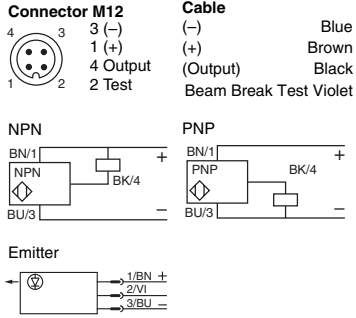 Connector M12
4 3
1 2
3 (–)
1 (+)
4 Output
2 Test
Cable
(–) Blue
(+) Brown
(Output) Black
Beam Break Test Violet
NPN
BN/1
NPN
+
BK/4
BU/3
–
PNP
BN/1
PNP
+
BK/4
BU/3
–
Emitter
1/BN +
2/VI
3/BU –